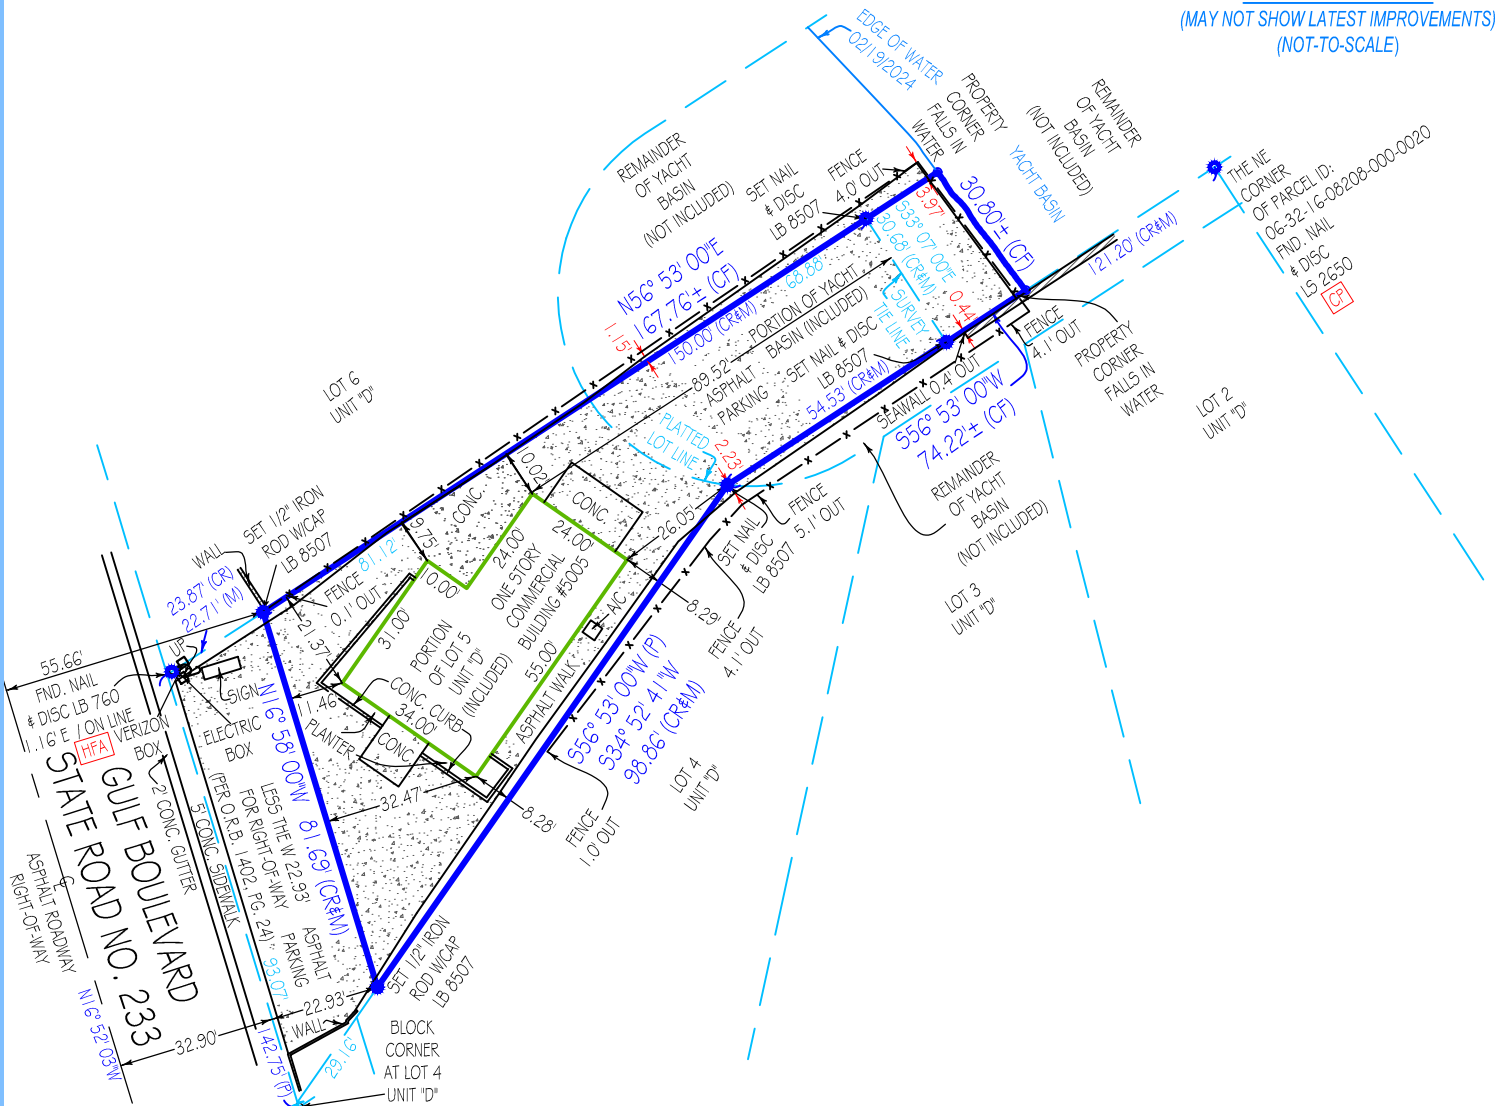 (MAY NOT SHOW LATEST IMPROVEMENTS)
(NOT-TO-SCALE)
EDGE OF WATER
02/19/2024
PROPERTY
CORNER
FALLS IN
WATER
REMAINDER
OF YACHT
BASIN
(NOT INCLUDED)
YACHT BASIN
REMAINDER
OF YACHT
BASIN
(NOT INCLUDED)
SET NAIL
& DISC
LB 8507
FENCE
4.0' OUT
3.97'
30.80'± (CF)
S33° 07' 00"E
30.68' (CR&M)
SURVEY
TIE LINE
THE NE
CORNER
OF PARCEL ID:
06-32-16-08208-000-0020
FND. NAIL
& DISC
LS 2650
CF
121.20' (CR&M)
N56° 53' 00"E
167.76'± (CF)
150.00' (CR&M)
1.15'
68.88'
PORTION OF YACHT
BASIN (INCLUDED)
89.52'
ASPHALT
PARKING
SET NAIL & DISC
LB 8507
54.53' (CR&M)
0.44'
FENCE
4.1' OUT
PROPERTY
CORNER
FALLS IN
WATER
SEAWALL 0.4' OUT
S56° 53' 00"W
74.22'± (CF)
LOT 2
UNIT "D"
LOT 6
UNIT "D"
PLATTED
LOT LINE
2.23'
REMAINDER
OF YACHT
BASIN
(NOT INCLUDED)
FENCE
5.1' OUT
SET NAIL
& DISC
LB 8507
LOT 3
UNIT "D"
10.02'
CONC.
CONC.
24.00'
24.00'
26.05'
9.75'
10.00'
ONE STORY
COMMERCIAL
BUILDING #5005
31.00'
PORTION
OF LOT 5
UNIT "D"
(INCLUDED)
55.00'
34.00'
A/C
ASPHALT WALK
8.29'
FENCE
4.1' OUT
SET 1/2" IRON
ROD W/CAP
LB 8507
WALL
23.87' (CR)
22.71' (M)
FENCE
0.1' OUT
81.12'
21.37'
UP
55.66'
FND. NAIL
& DISC LB 760
1.16' E / ON LINE
HFA
VERIZON
BOX
SIGN
ELECTRIC
BOX
11.46'
CONC. CURB
PLANTER
CONC.
32.47'
8.28'
S56° 53' 00"W (P)
S34° 52' 41"W
98.86' (CR&M)
FENCE
1.0' OUT
LOT 4
UNIT "D"
N16° 58' 00"W 81.69' (CR&M)
LESS THE W 22.93'
FOR RIGHT-OF-WAY
(PER O.R.B. 1402, PG. 24)
ASPHALT
PARKING
5' CONC. SIDEWALK
2' CONC. GUTTER
GULF BOULEVARD
STATE ROAD NO. 233
ASPHALT ROADWAY
RIGHT-OF-WAY
N16° 52' 03"W
93.07'
22.93'
32.90'
142.75' (P)
WALL
29.16'
SET 1/2" IRON
ROD W/CAP
LB 8507
BLOCK
CORNER
AT LOT 4
UNIT "D"